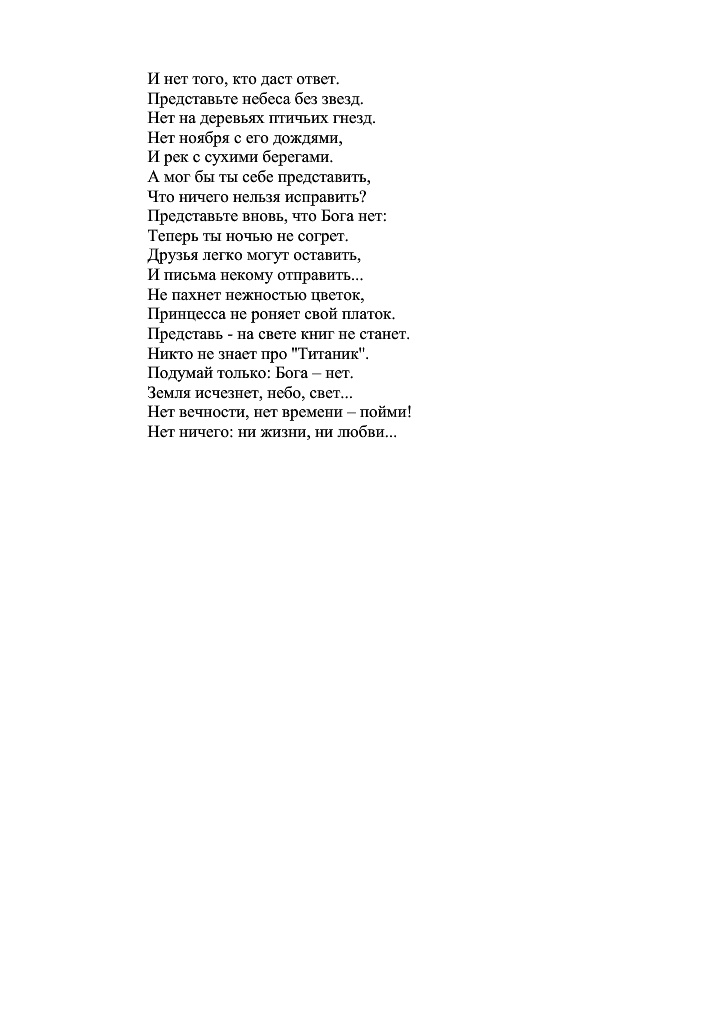 И нет того, кто даст ответ.
Представьте небеса без звезд.
Нет на деревьях птичьих гнезд.
Нет ноября с его дождями,
И рек с сухими берегами.
А мог бы ты себе представить,
Что ничего нельзя исправить?
Представьте вновь, что Бога нет:
Теперь ты ночью не согрет.
Друзья легко могут оставить,
И письма некому отправить...
Не пахнет нежностью цветок,
Принцесса не роняет свой платок.
Представь - на свете книг не станет.
Никто не знает про "Титаник".
Подумай только: Бога – нет.
Земля исчезнет, небо, свет...
Нет вечности, нет времени – пойми!
Нет ничего: ни жизни, ни любви...